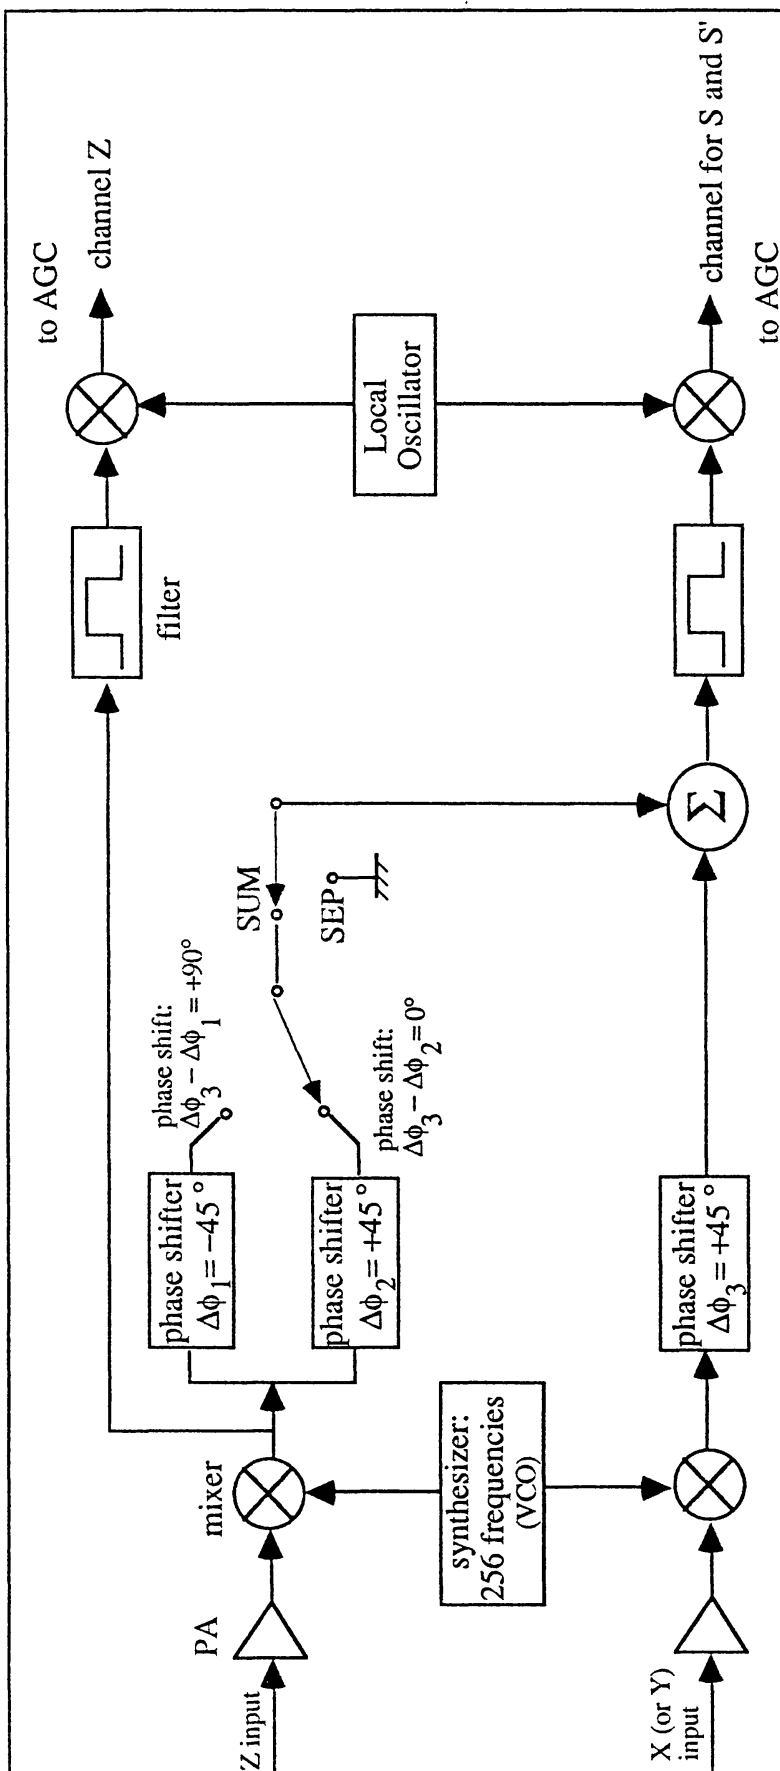 Z input
PA
mixer
phase shifter
Δϕ1=−45°
phase shift:
Δϕ3 − Δϕ1 = +90°
phase shifter
Δϕ2=+45°
phase shift:
Δϕ3 − Δϕ2=0°
SUM
SEP
filter
to AGC
channel Z
synthesizer:
256 frequencies
(VCO)
Local
Oscillator
X (or Y)
input
phase shifter
Δϕ3=+45°
Σ
channel for S and S'
to AGC